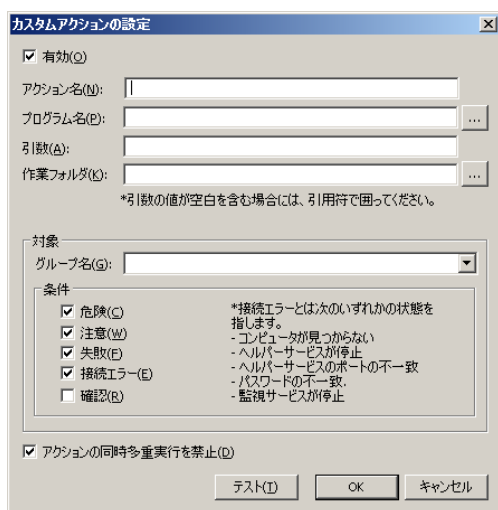 カスタムアクションの設定
有効(O)
アクション名(N):
プログラム名(P):
...
引数(A):
作業フォルダ(K):
...
*引数の値が空白を含む場合には、引用符で囲ってください。
対象
グループ名(G):
条件
危険(C)
注意(W)
失敗(F)
接続エラー(E)
確認(R)
*接続エラーとは次のいずれかの状態を
指します。
- コンピュータが見つからない
- ヘルパーサービスが停止
- ヘルパーサービスのポートの不一致
- パスワードの不一致.
- 監視サービスが停止
アクションの同時多重実行を禁止(D)
テスト(T)
OK
キャンセル